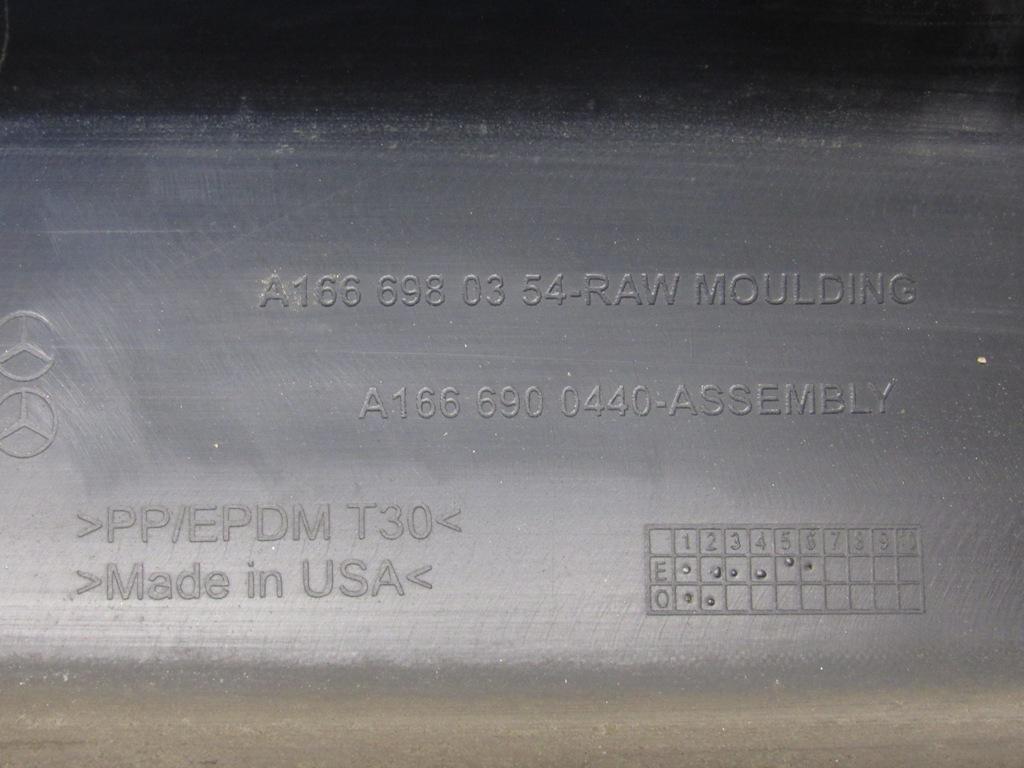 A166 698 03 54-RAW MOULDING
A166 690 0440-ASSEMBLY
>PP/EPDM T30<
>Made in USA<
1 2 3 4 5 6 7 8 9 10
E
O